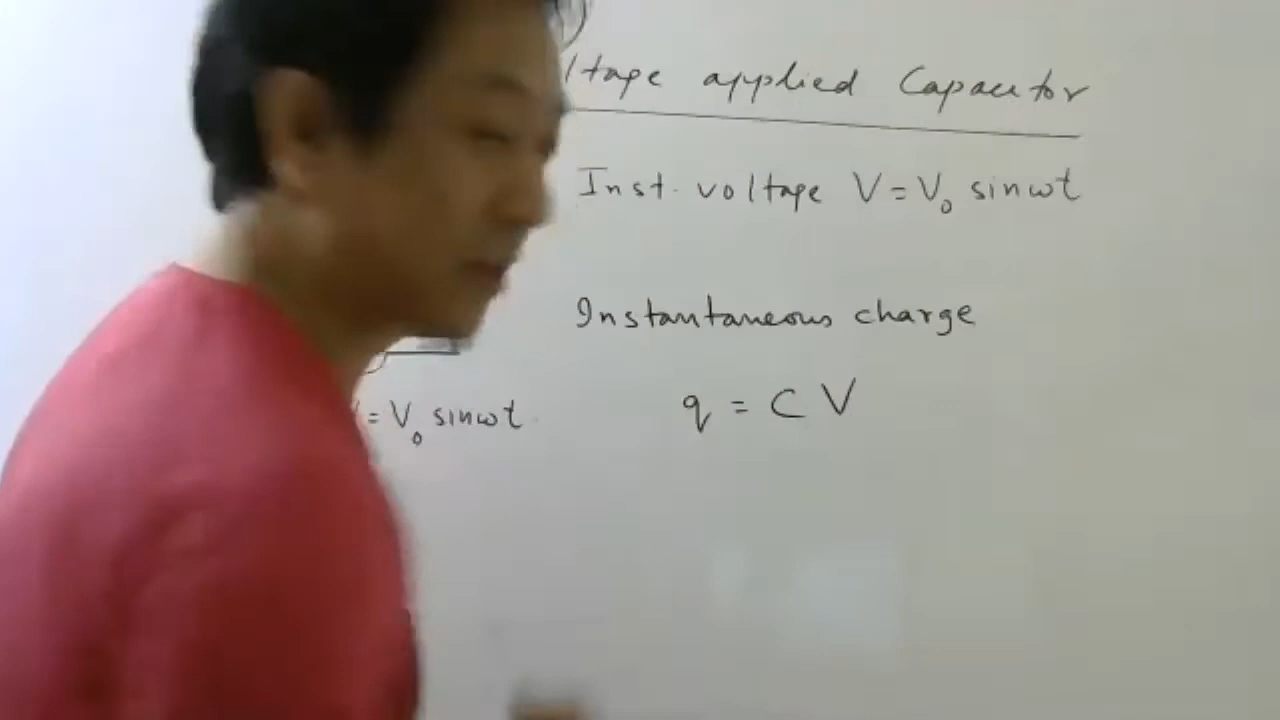 ltage applied Capacitor
Inst. voltage V = V₀ sinωt
Instantaneous charge
= V₀ sinωt
q = C V